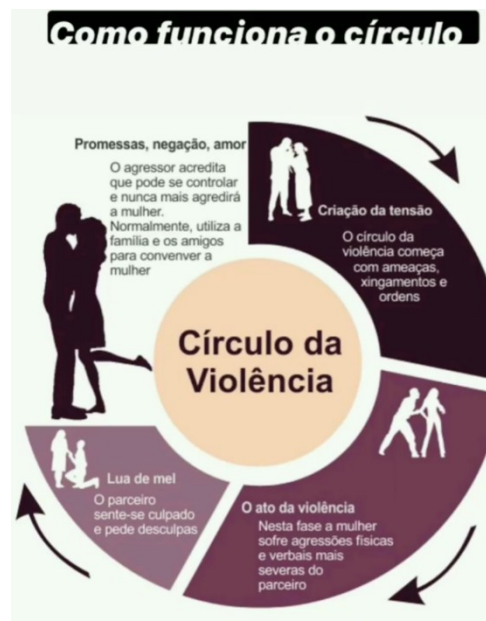 Como funciona o círculo
Promessas, negação, amor
O agressor acredita
que pode se controlar
e nunca mais agredirá
a mulher.
Normalmente, utiliza a
família e os amigos
para convenver a
mulher
Criação da tensão
O círculo da
violência começa
com ameaças,
xingamentos e
ordens
Círculo da
Violência
O ato da violência
Nesta fase a mulher
sofre agressões físicas
e verbais mais
severas do
parceiro
Lua de mel
O parceiro
sente-se culpado
e pede desculpas